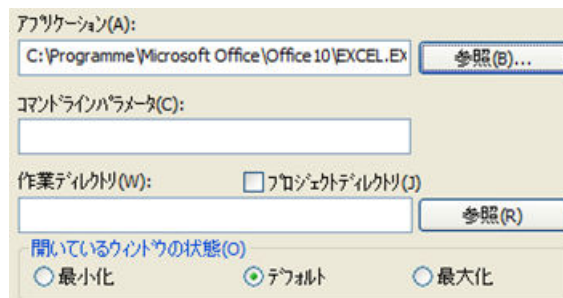 アプリケーション(A):
C:\Programme\Microsoft Office\Office10\EXCEL.EX
参照(B)...
コマンドラインパラメータ(C):
作業ディレクトリ(W):
プロジェクトディレクトリ(J)
参照(R)
開いているウィンドウの状態(O)
最小化 デフォルト 最大化